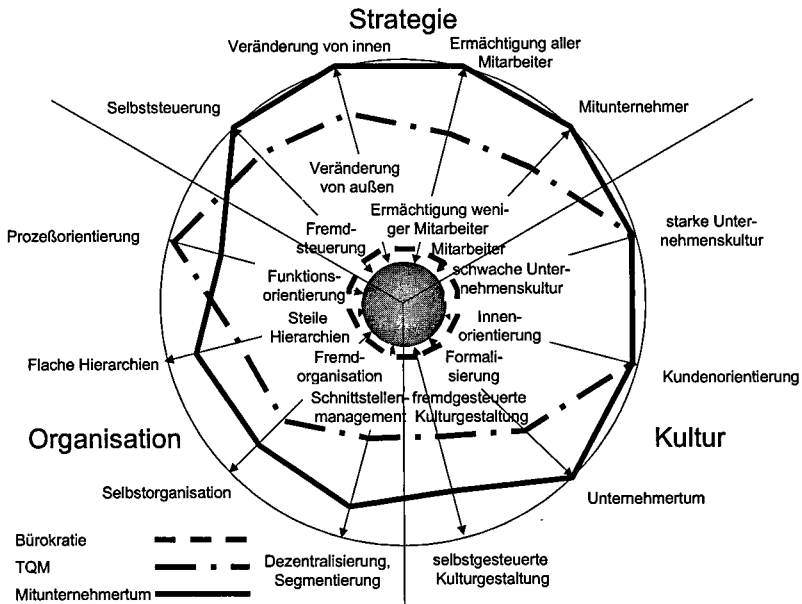 Strategie
Veränderung von innen
Ermächtigung aller
Mitarbeiter
Selbststeuerung
Mitunternehmer
Veränderung
von außen
Ermächtigung weni-
ger Mitarbeiter
Mitarbeiter
Fremd-
steuerung
Prozeßorientierung
starke Unter-
nehmenskultur
Funktions-
orientierung
schwache Unter-
nehmenskultur
Steile
Hierarchien
Innen-
orientierung
Flache Hierarchien
Fremd-
organisation
Formali-
sierung
Kundenorientierung
Schnittstellen-
management
fremdgesteuerte
Kulturgestaltung
Organisation
Kultur
Selbstorganisation
Unternehmertum
Dezentralisierung,
Segmentierung
selbstgesteuerte
Kulturgestaltung
Bürokratie
TQM
Mitunternehmertum